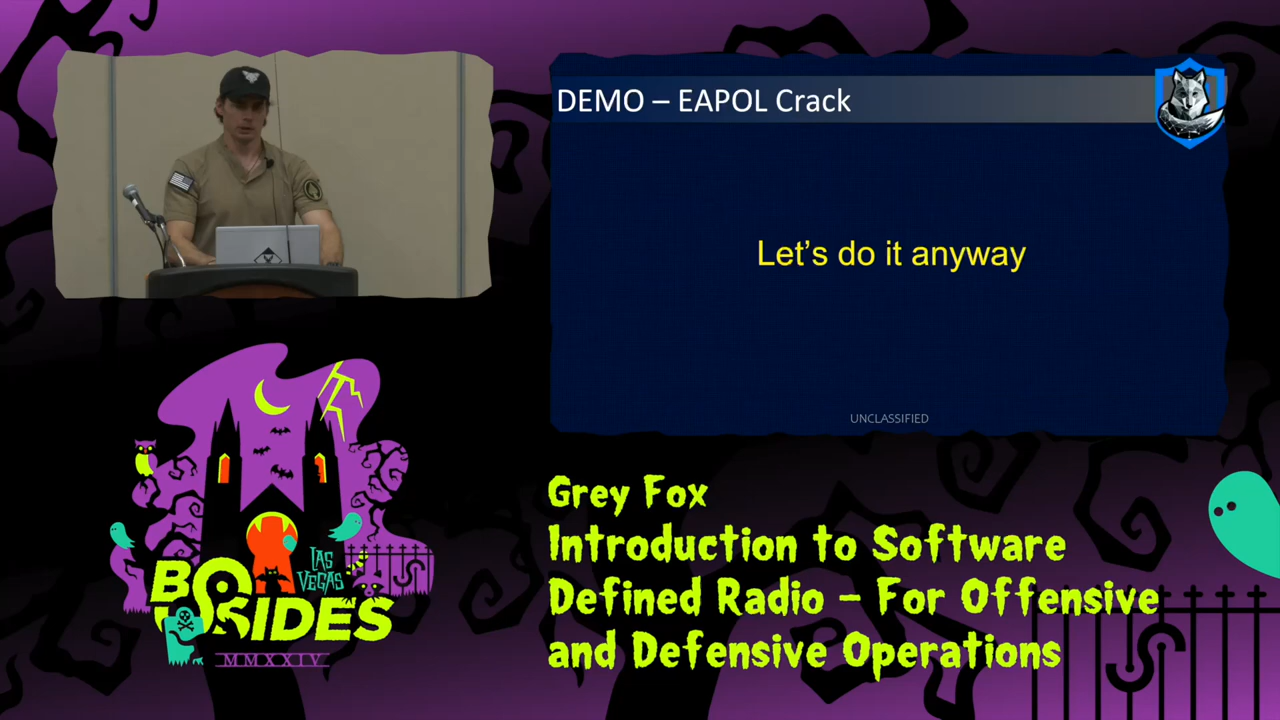 DEMO – EAPOL Crack
Let's do it anyway
UNCLASSIFIED
LAS
VEGAS
BSIDES
MMXXIV
Grey Fox
Introduction to Software
Defined Radio – For Offensive
and Defensive Operations